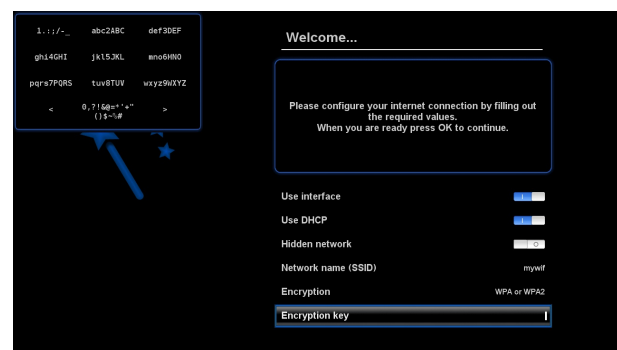 1.:;/-_ abc2ABC def3DEF
ghi4GHI jkl5JKL mno6HNO
pqrs7PQRS tuv8TUV wxyz9WXYZ
< 0,?!&@=*'+" >
()$~%#
Welcome...
Please configure your internet connection by filling out
the required values.
When you are ready press OK to continue.
Use interface
Use DHCP
Hidden network
Network name (SSID) mywif
Encryption WPA or WPA2
Encryption key